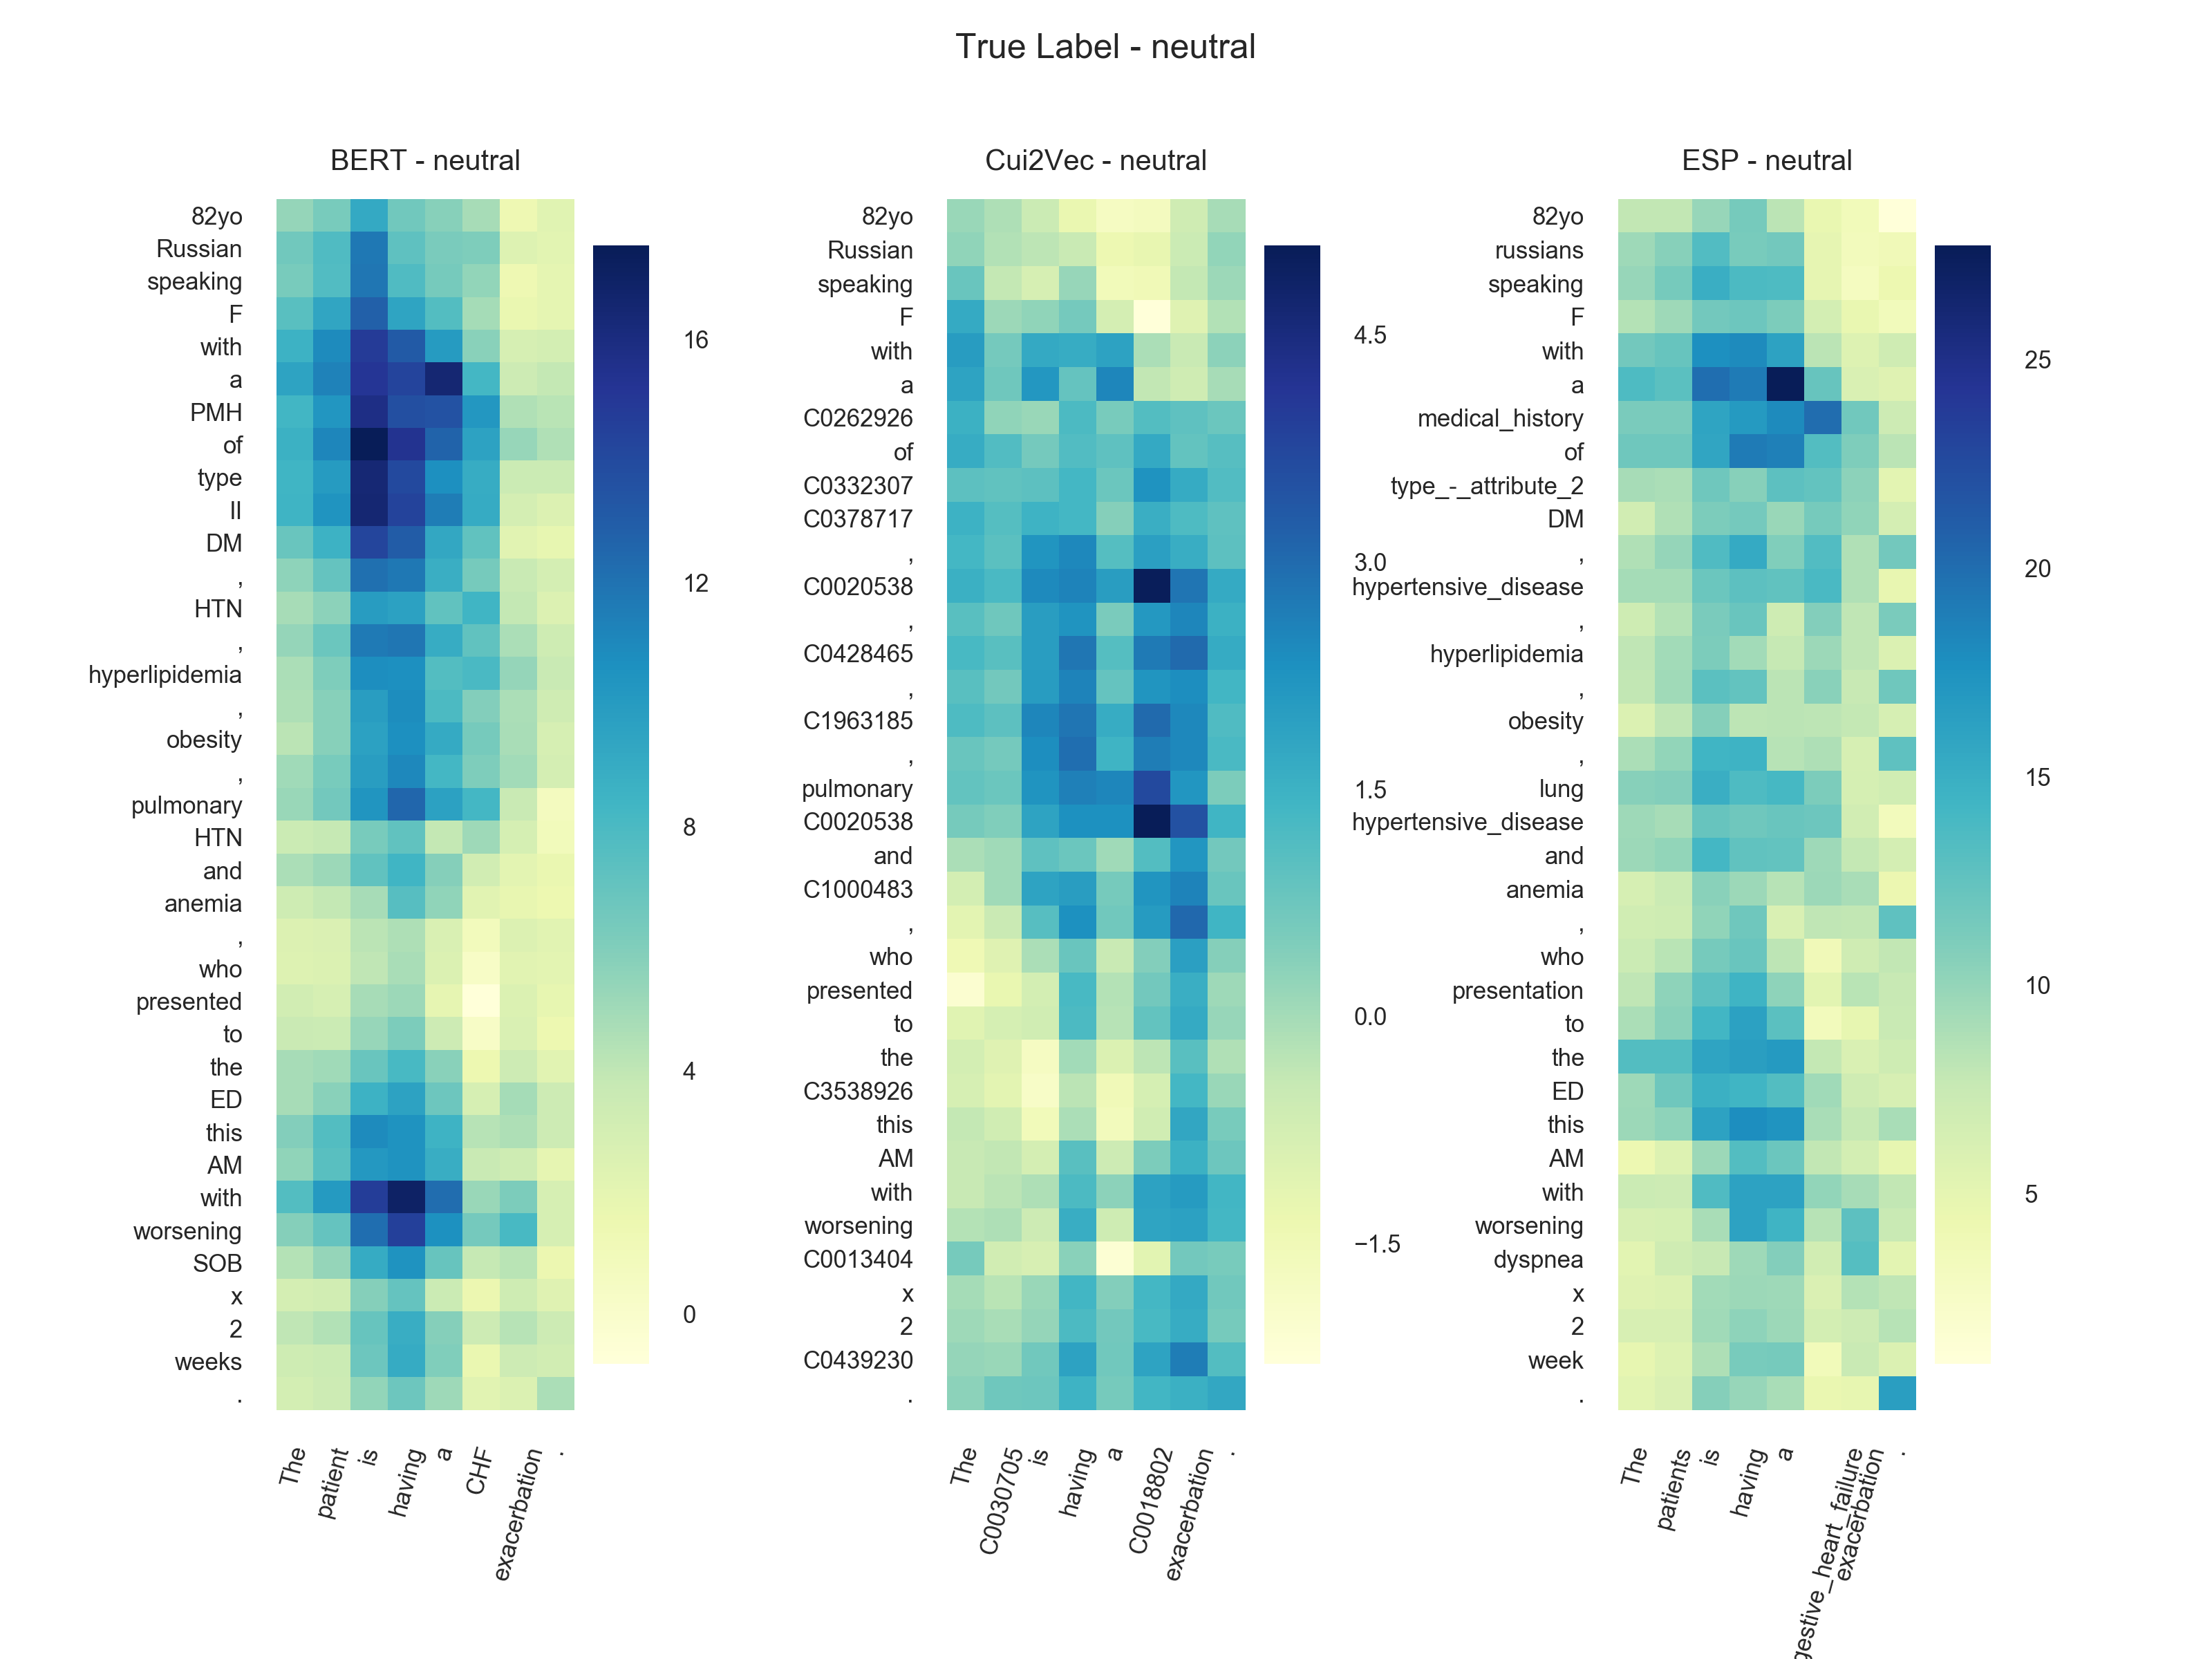 True Label - neutral
BERT - neutral
82yo
Russian
speaking
F
with
a
PMH
of
type
II
DM
,
HTN
,
hyperlipidemia
,
obesity
,
pulmonary
HTN
and
anemia
,
who
presented
to
the
ED
this
AM
with
worsening
SOB
x
2
weeks
.
The
patient
is
having
a
CHF
exacerbation
.
16
12
8
4
0
Cui2Vec - neutral
82yo
Russian
speaking
F
with
a
C0262926
of
C0332307
C0378717
,
C0020538
,
C0428465
,
C1963185
,
pulmonary
C0020538
and
C1000483
,
who
presented
to
the
C3538926
this
AM
with
worsening
C0013404
x
2
C0439230
.
The
C0030705
is
having
a
C0018802
exacerbation
.
4.5
3.0
1.5
0.0
−1.5
ESP - neutral
82yo
russians
speaking
F
with
a
medical_history
of
type_-_attribute_2
DM
,
hypertensive_disease
,
hyperlipidemia
,
obesity
,
lung
hypertensive_disease
and
anemia
,
who
presentation
to
the
ED
this
AM
with
worsening
dyspnea
x
2
week
.
The
patients
is
having
a
gestive_heart_failure
exacerbation
.
25
20
15
10
5